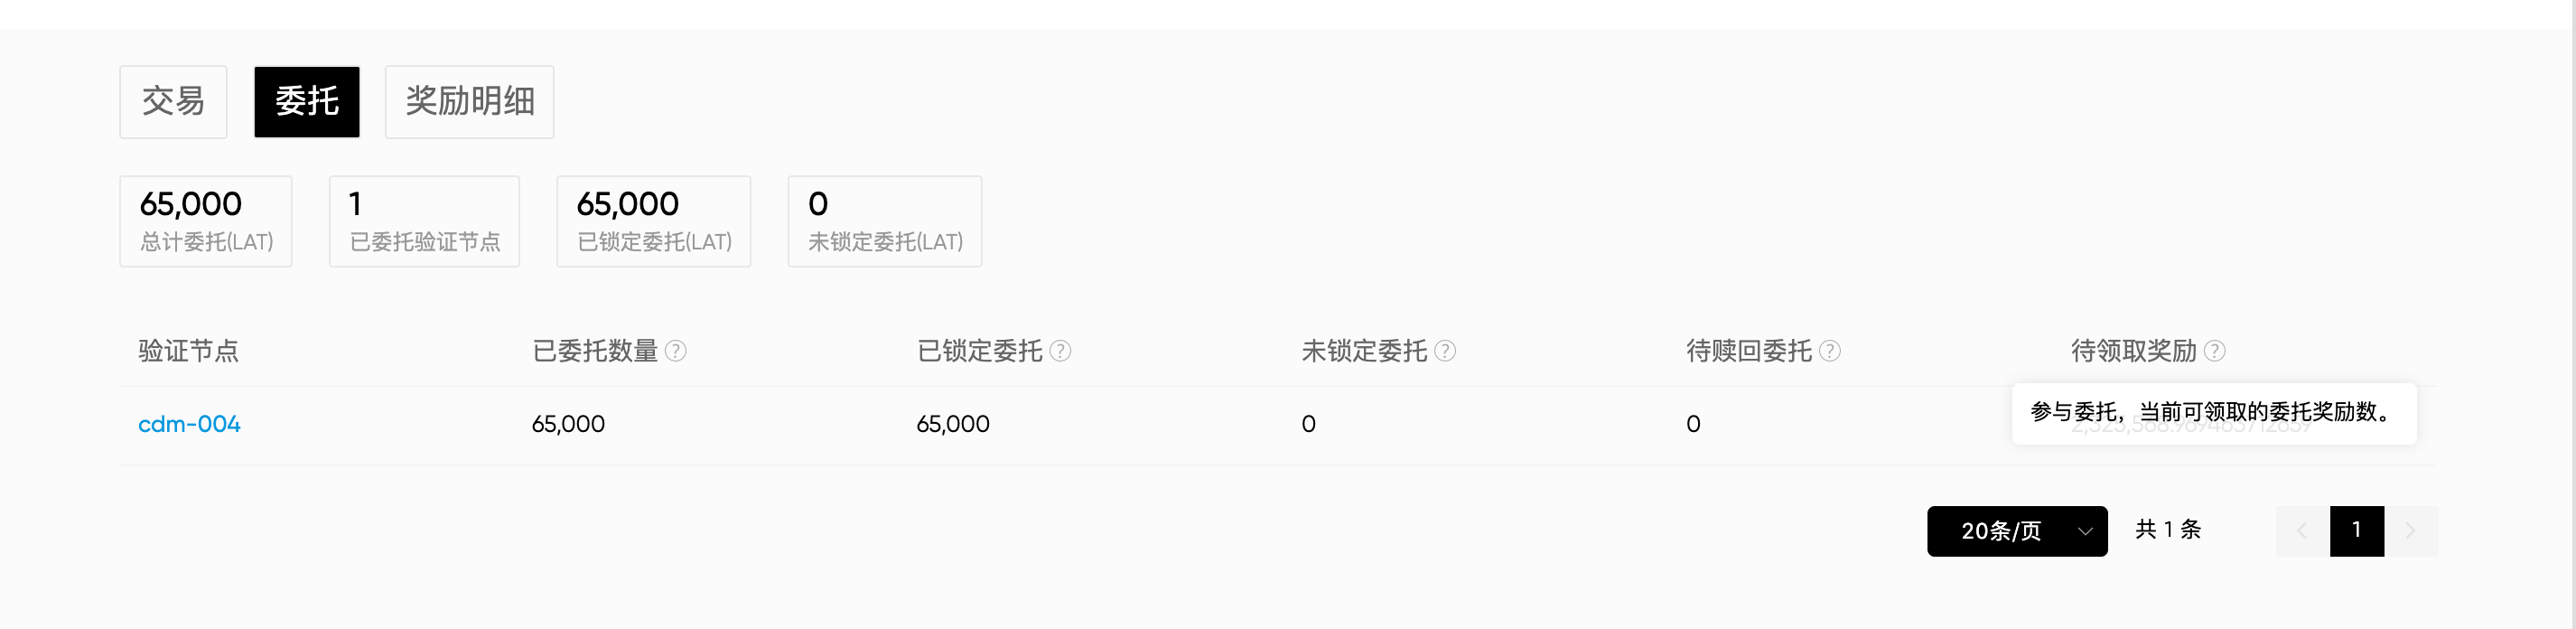 交易 委托 奖励明细
65,000 1 65,000 0
总计委托(LAT) 已委托验证节点 已锁定委托(LAT) 未锁定委托(LAT)
验证节点 已委托数量? 已锁定委托? 未锁定委托? 待赎回委托? 待领取奖励?
参与委托，当前可领取的委托奖励数。
cdm-004 65,000 65,000 0 0
20条/页 共 1 条 < 1 >